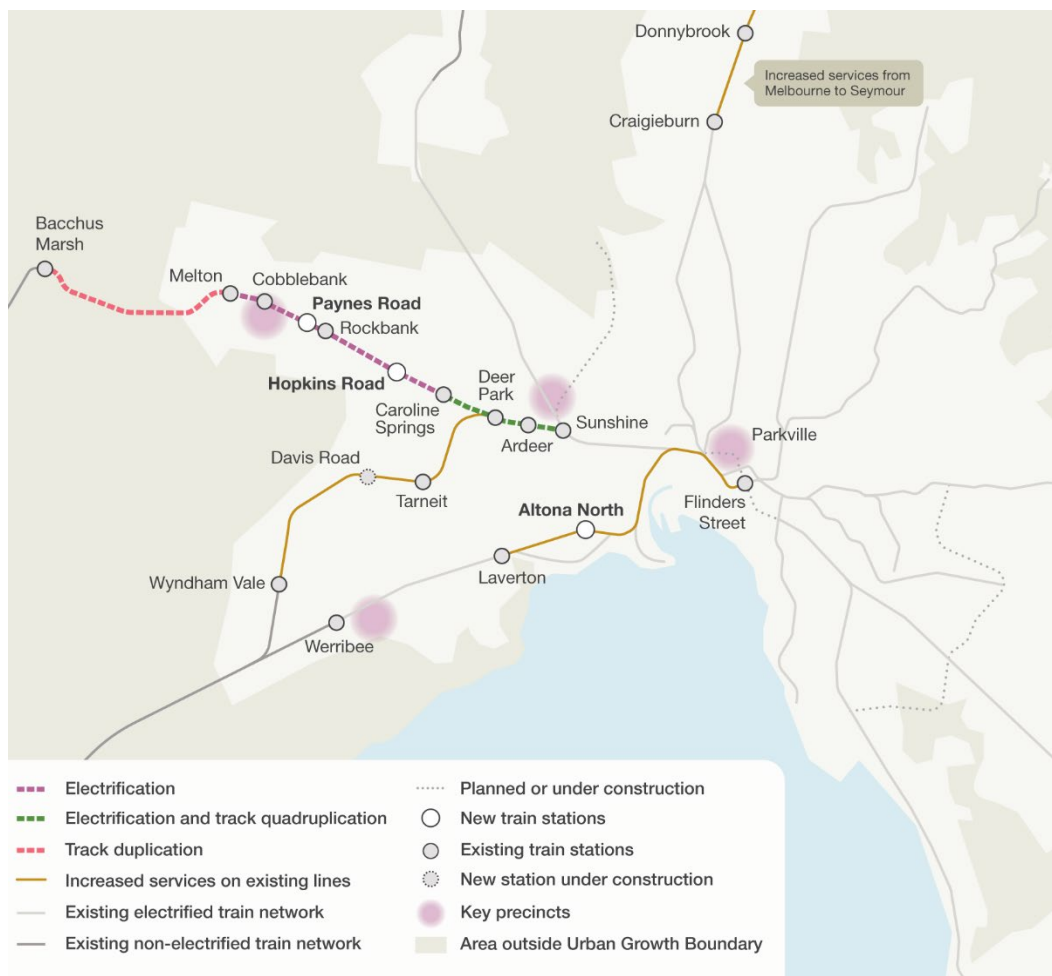 Donnybrook
Increased services from
Melbourne to Seymour
Craigieburn
Bacchus
Marsh
Melton
Cobblebank
Paynes Road
Rockbank
Hopkins Road
Deer
Park
Caroline
Springs
Ardeer
Sunshine
Parkville
Davis Road
Tarneit
Altona North
Flinders
Street
Laverton
Wyndham Vale
Werribee
Electrification
Electrification and track quadruplication
Track duplication
Increased services on existing lines
Existing electrified train network
Existing non-electrified train network
Planned or under construction
New train stations
Existing train stations
New station under construction
Key precincts
Area outside Urban Growth Boundary